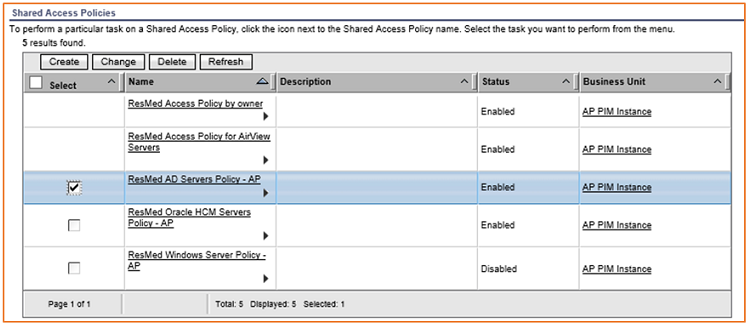 Shared Access Policies
To perform a particular task on a Shared Access Policy, click the icon next to the Shared Access Policy name. Select the task you want to perform from the menu.
5 results found.
Create Change Delete Refresh
Select Name Description Status Business Unit
ResMed Access Policy by owner
Enabled AP PIM Instance
ResMed Access Policy for AirView
Servers
Enabled AP PIM Instance
ResMed AD Servers Policy - AP
Enabled AP PIM Instance
ResMed Oracle HCM Servers
Policy - AP
Enabled AP PIM Instance
ResMed Windows Server Policy -
AP
Disabled AP PIM Instance
Page 1 of 1 Total: 5 Displayed: 5 Selected: 1